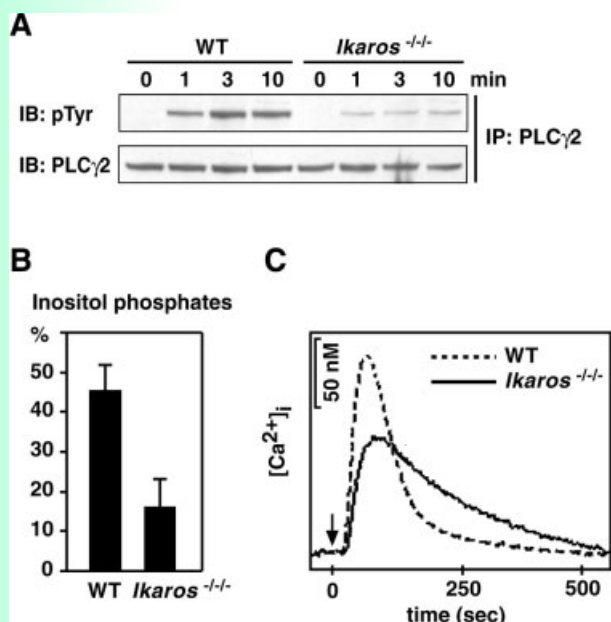 A
WT Ikaros -/-/-
0 1 3 10 0 1 3 10 min
IB: pTyr
IB: PLCγ2
IP: PLCγ2
B
Inositol phosphates
%
50
40
30
20
10
0
WT Ikaros -/-/-
C
50 nM
WT
Ikaros -/-/-
[Ca2+]i
0 250 500
time (sec)